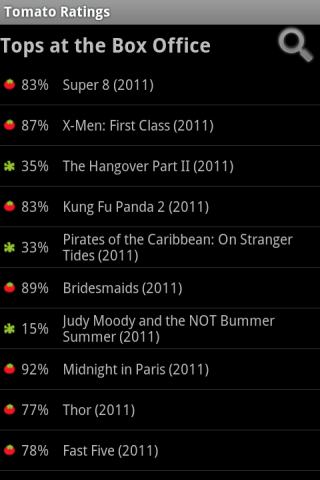 Tomato Ratings
Tops at the Box Office
83% Super 8 (2011)
87% X-Men: First Class (2011)
35% The Hangover Part II (2011)
83% Kung Fu Panda 2 (2011)
33% Pirates of the Caribbean: On Stranger
Tides (2011)
89% Bridesmaids (2011)
15% Judy Moody and the NOT Bummer
Summer (2011)
92% Midnight in Paris (2011)
77% Thor (2011)
78% Fast Five (2011)